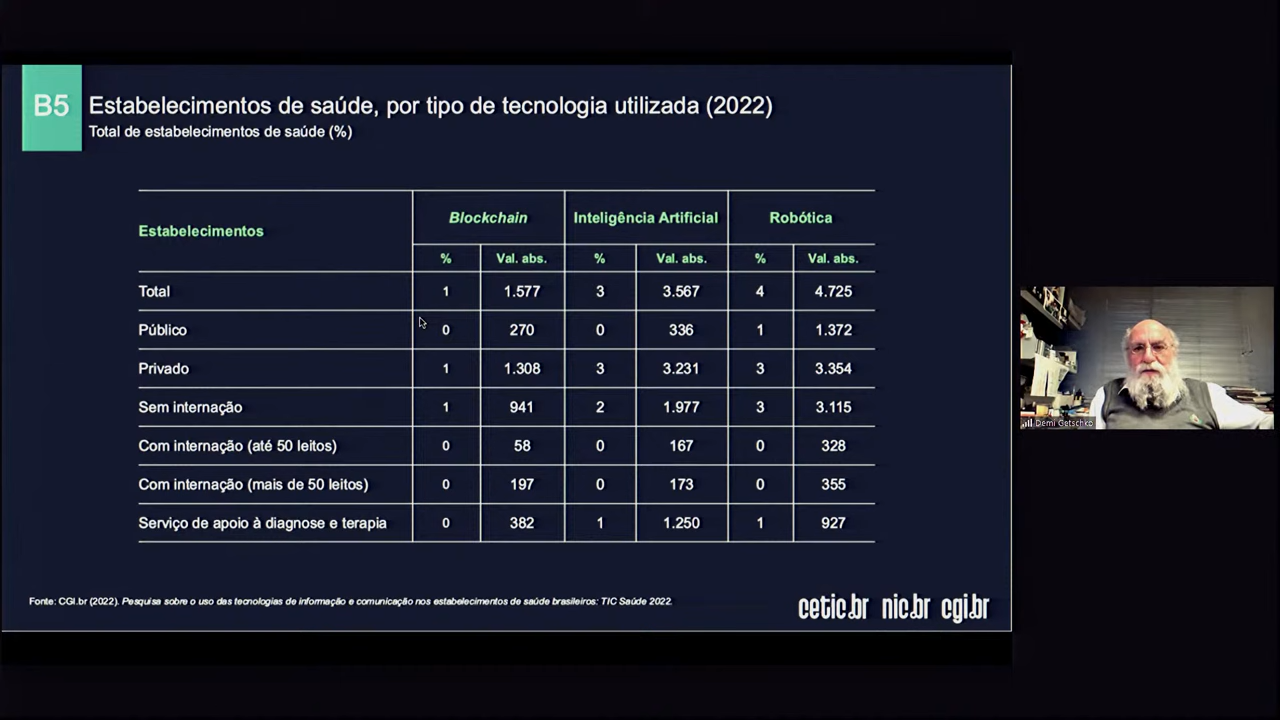 B5
Estabelecimentos de saúde, por tipo de tecnologia utilizada (2022)
Total de estabelecimentos de saúde (%)
Estabelecimentos Blockchain Inteligência Artificial Robótica
% Val. abs. % Val. abs. % Val. abs.
Total 1 1.577 3 3.567 4 4.725
Público 0 270 0 336 1 1.372
Privado 1 1.308 3 3.231 3 3.354
Sem internação 1 941 2 1.977 3 3.115
Com internação (até 50 leitos) 0 58 0 167 0 328
Com internação (mais de 50 leitos) 0 197 0 173 0 355
Serviço de apoio à diagnose e terapia 0 382 1 1.250 1 927
Fonte: CGI.br (2022). Pesquisa sobre o uso das tecnologias de informação e comunicação nos estabelecimentos de saúde brasileiros: TIC Saúde 2022.
cetic.br nic.br cgi.br
Demi Getschko